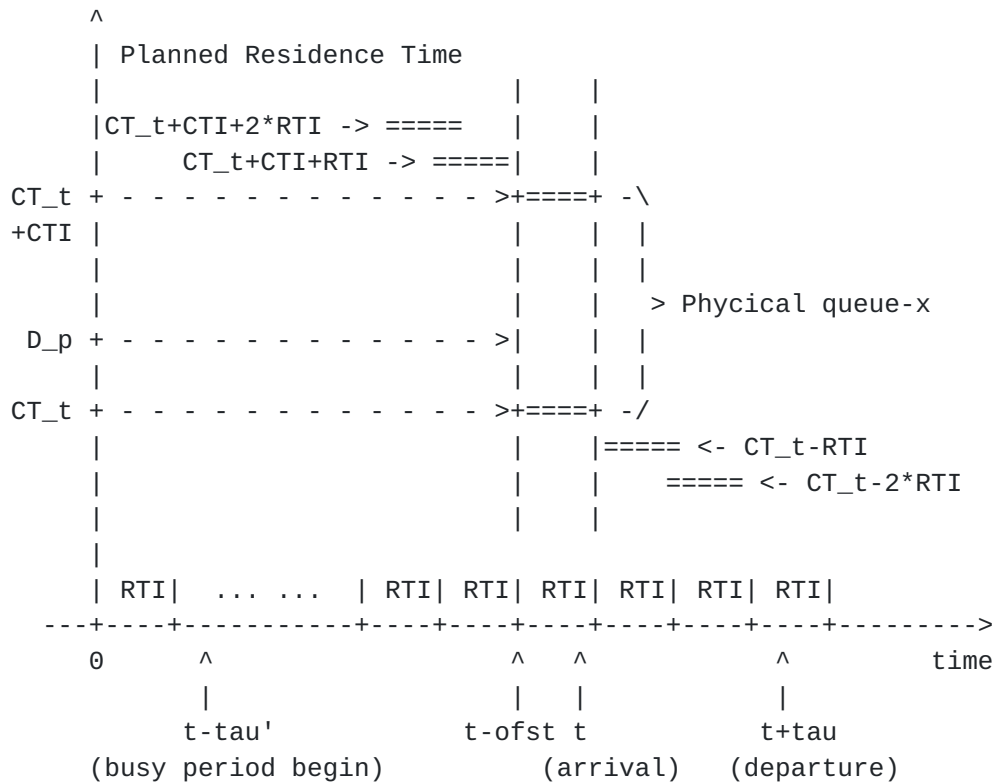 ^
| Planned Residence Time
|                          |    |
|CT_t+CTI+2*RTI -> =====   |    |
|     CT_t+CTI+RTI -> =====|    |
CT_t + - - - - - - - - - - - - - >+====+ -\
+CTI |                          |    |  |
|                          |    |  |
|                          |    |   > Phycical queue-x
D_p + - - - - - - - - - - - - - >|    |  |
|                          |    |  |
CT_t + - - - - - - - - - - - - - >+====+ -/
|                          |    |===== <- CT_t-RTI
|                          |    |    ===== <- CT_t-2*RTI
|                          |    |
|
| RTI|  ... ...  | RTI| RTI| RTI| RTI| RTI| RTI|
---+----+-----------+----+----+----+----+----+----+--------->
0      ^                   ^   ^            ^         time
|                   |   |            |
t-tau'            t-ofst t           t+tau
(busy period begin)          (arrival)   (departure)